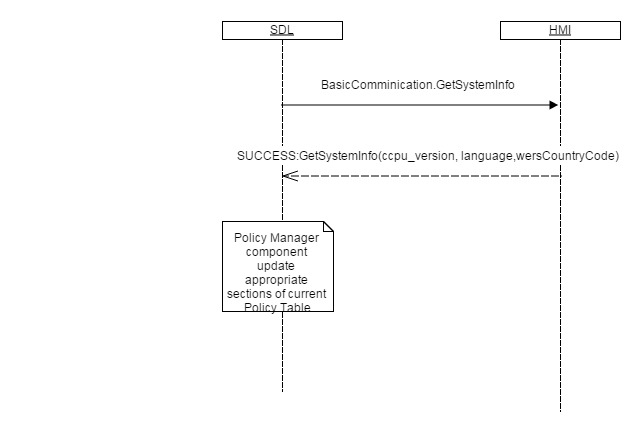 SDL
HMI
BasicComminication.GetSystemInfo
SUCCESS:GetSystemInfo(ccpu_version, language,wersCountryCode)
Policy Manager
component
update
appropriate
sections of current
Policy Table